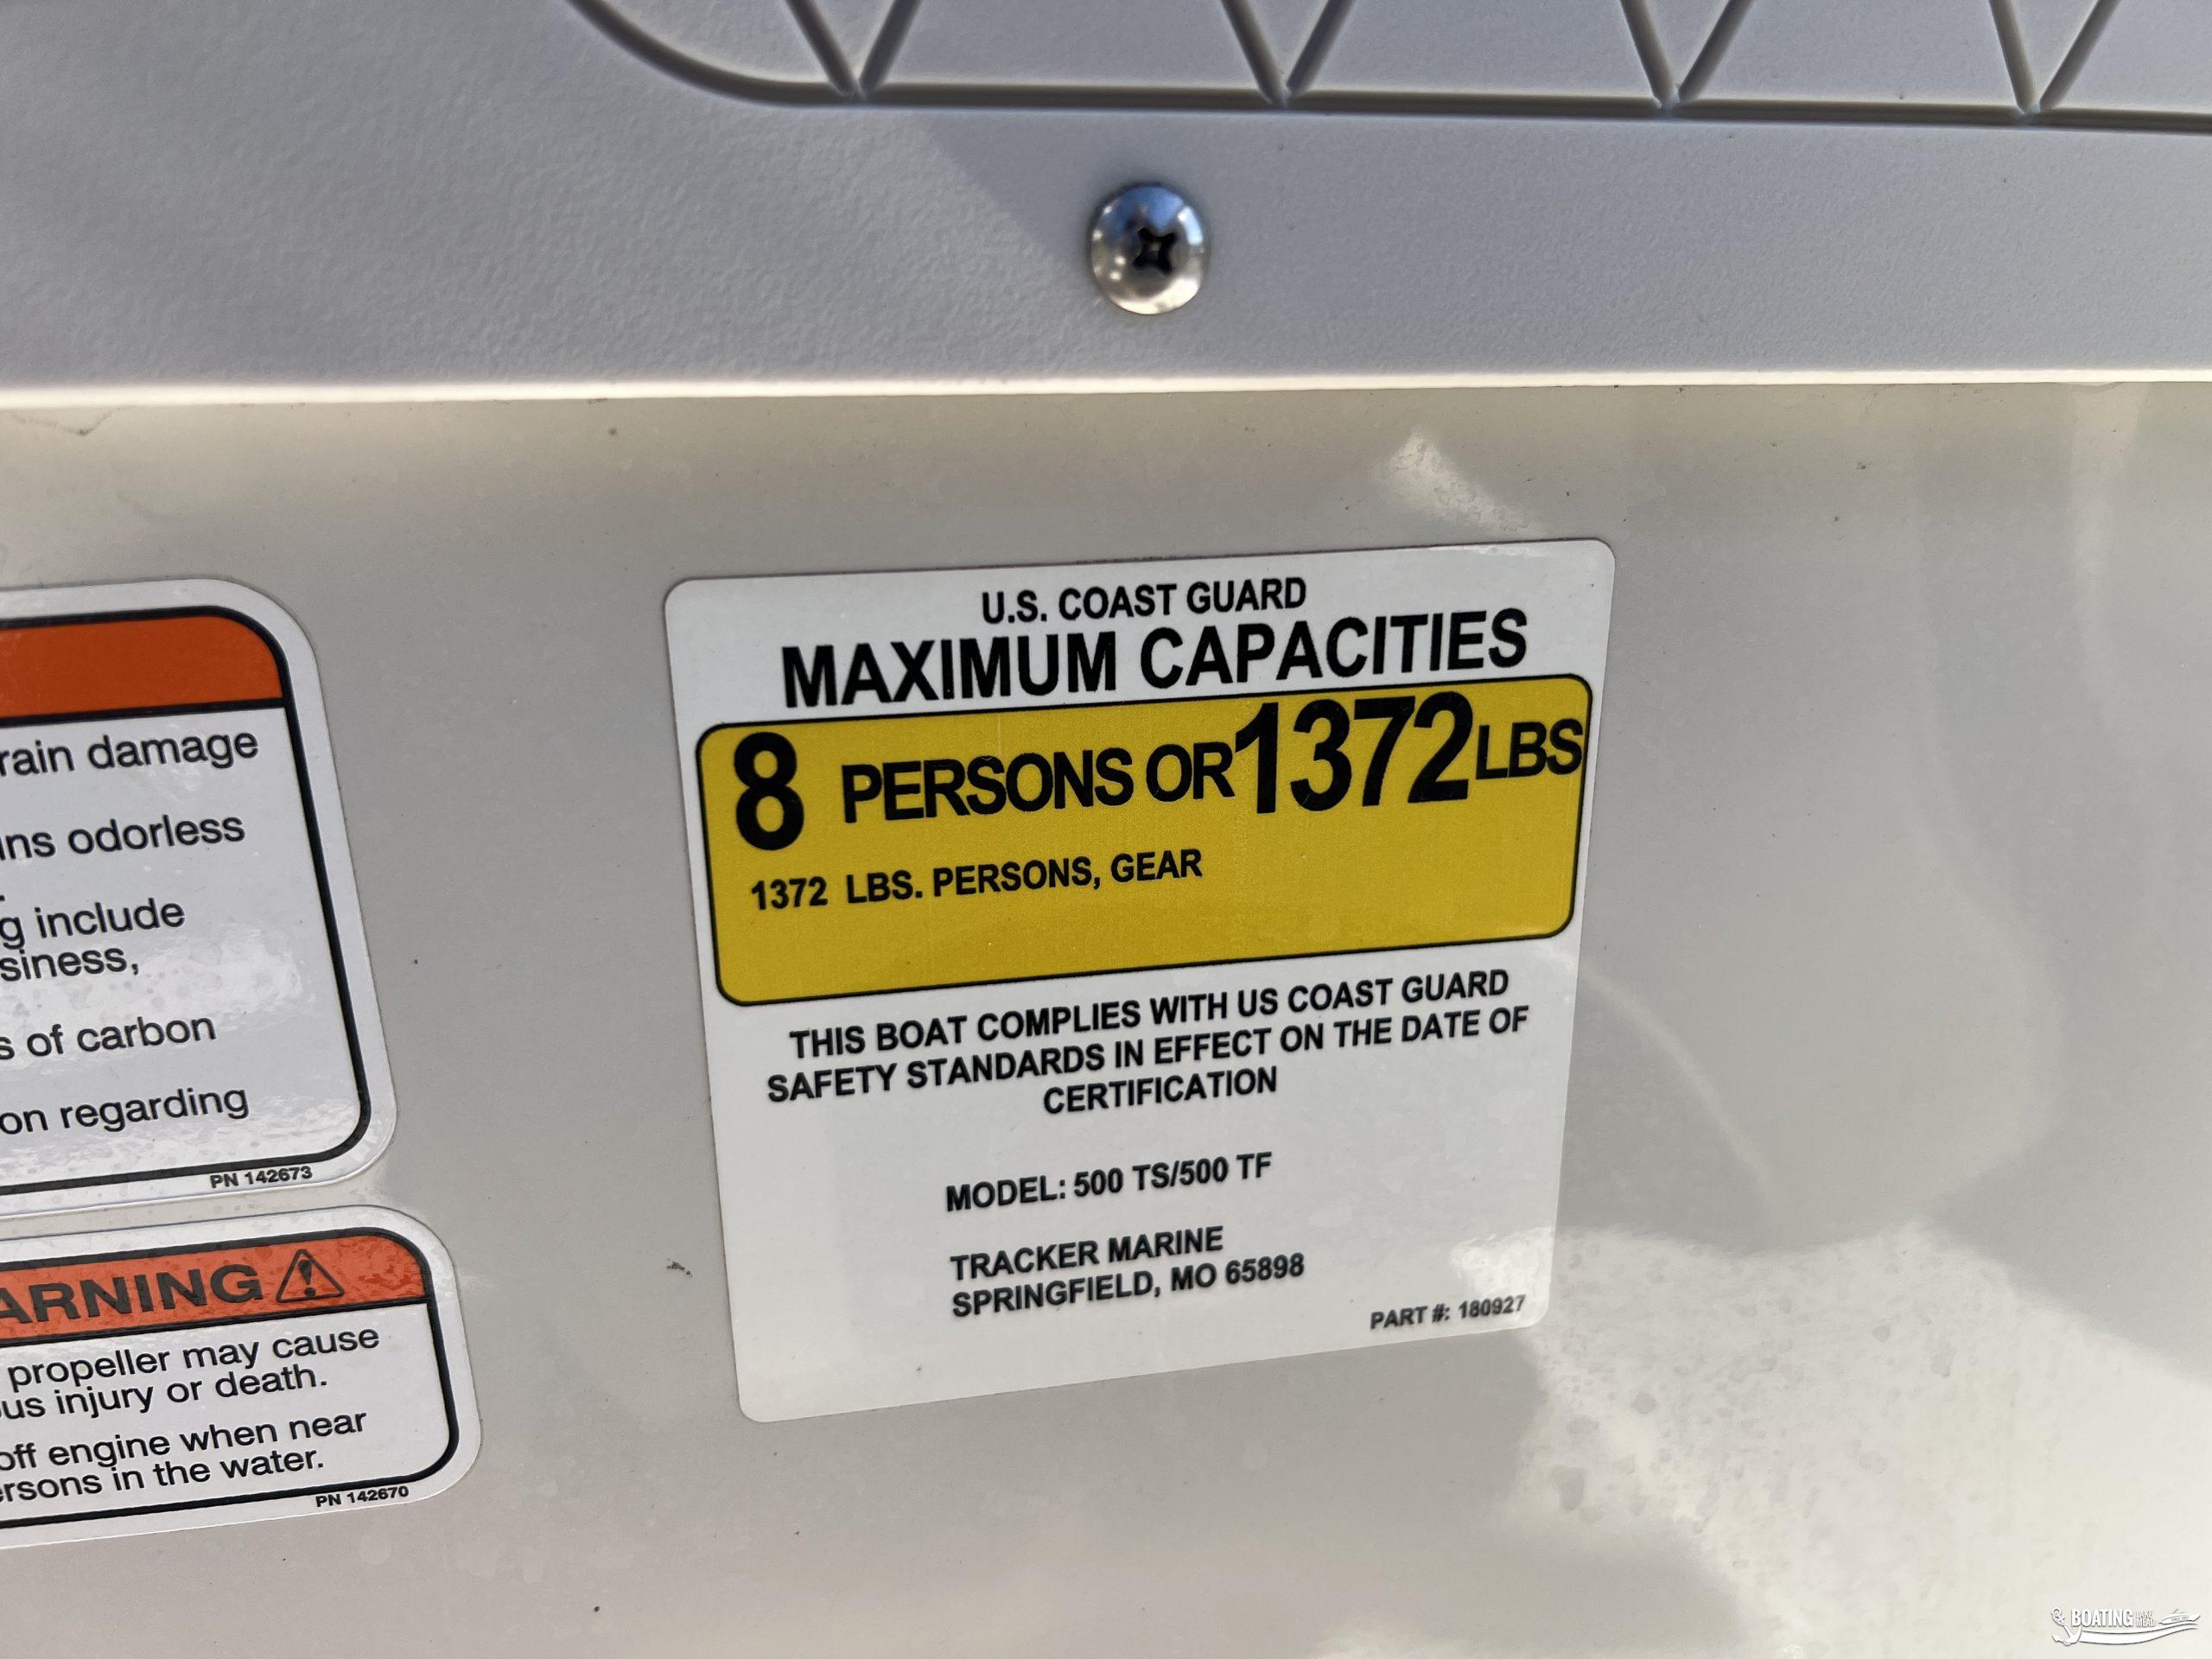 U.S. COAST GUARD
MAXIMUM CAPACITIES
8 PERSONS OR 1372 LBS
1372 LBS. PERSONS, GEAR
THIS BOAT COMPLIES WITH US COAST GUARD
SAFETY STANDARDS IN EFFECT ON THE DATE OF
CERTIFICATION
MODEL: 500 TS/500 TF
TRACKER MARINE
SPRINGFIELD, MO 65898
PART #: 180927
rain damage
ns odorless
g include
siness,
s of carbon
on regarding
PN 142673
ARNING
propeller may cause
us injury or death.
off engine when near
ersons in the water.
PN 142670
BOATING